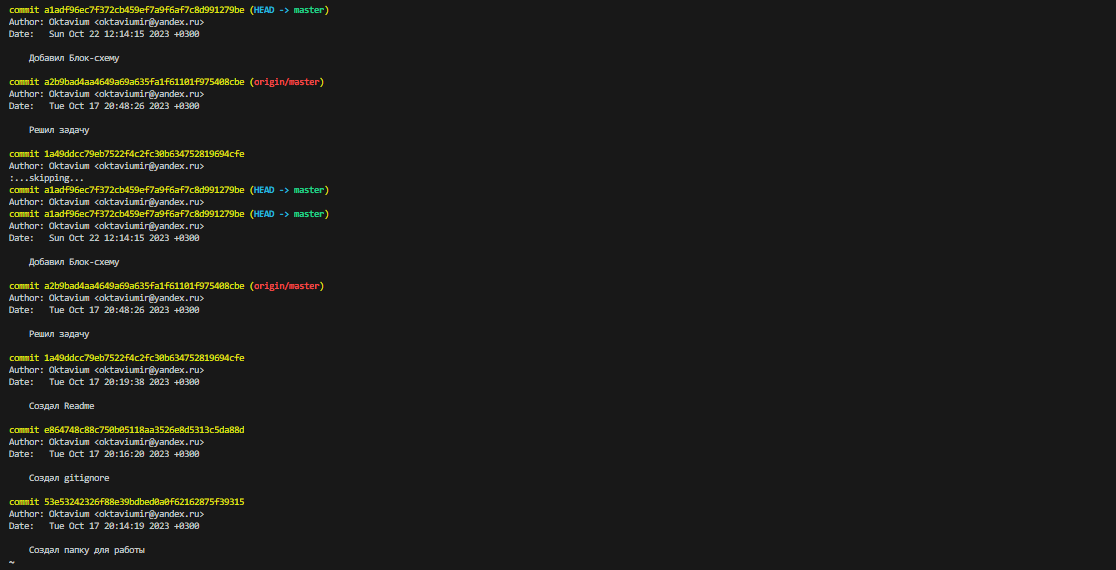 commit a1adf96ec7f372cb459ef7a9f6af7c8d991279be (HEAD -> master)
Author: Oktavium <oktaviumir@yandex.ru>
Date:   Sun Oct 22 12:14:15 2023 +0300
Добавил Блок-схему
commit a2b9bad4aa4649a69a635fa1f61101f975408cbe (origin/master)
Author: Oktavium <oktaviumir@yandex.ru>
Date:   Tue Oct 17 20:48:26 2023 +0300
Решил задачу
commit 1a49ddcc79eb7522f4c2fc30b634752819694cfe
Author: Oktavium <oktaviumir@yandex.ru>
:...skipping...
commit a1adf96ec7f372cb459ef7a9f6af7c8d991279be (HEAD -> master)
Author: Oktavium <oktaviumir@yandex.ru>
commit a1adf96ec7f372cb459ef7a9f6af7c8d991279be (HEAD -> master)
Author: Oktavium <oktaviumir@yandex.ru>
Date:   Sun Oct 22 12:14:15 2023 +0300
Добавил Блок-схему
commit a2b9bad4aa4649a69a635fa1f61101f975408cbe (origin/master)
Author: Oktavium <oktaviumir@yandex.ru>
Date:   Tue Oct 17 20:48:26 2023 +0300
Решил задачу
commit 1a49ddcc79eb7522f4c2fc30b634752819694cfe
Author: Oktavium <oktaviumir@yandex.ru>
Date:   Tue Oct 17 20:19:38 2023 +0300
Создал Readme
commit e864748c88c750b05118aa3526e8d5313c5da88d
Author: Oktavium <oktaviumir@yandex.ru>
Date:   Tue Oct 17 20:16:20 2023 +0300
Создал gitignore
commit 53e53242326f88e39bdbed0a0f62162875f39315
Author: Oktavium <oktaviumir@yandex.ru>
Date:   Tue Oct 17 20:14:19 2023 +0300
Создал папку для работы
~